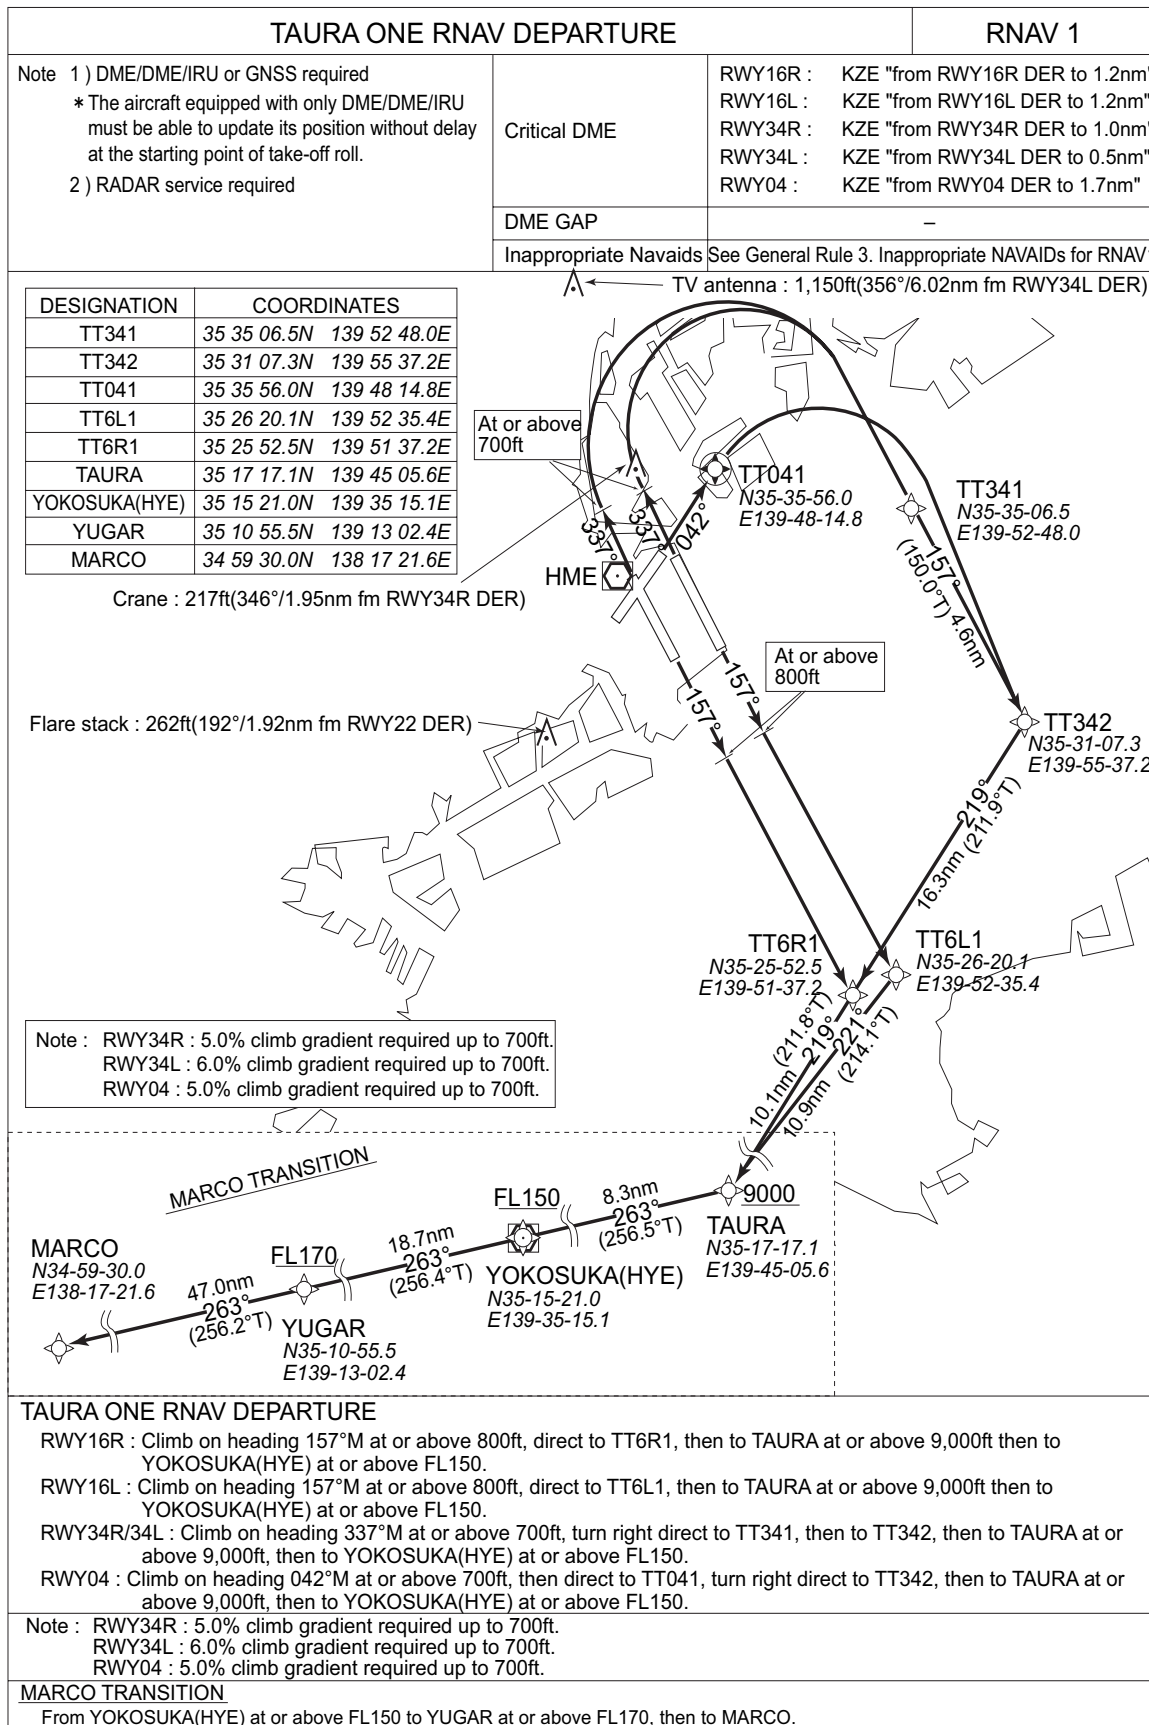 TAURA ONE RNAV DEPARTURE
RNAV 1
Note 1 ) DME/DME/IRU or GNSS required
* The aircraft equipped with only DME/DME/IRU
must be able to update its position without delay
at the starting point of take-off roll.
2 ) RADAR service required
Critical DME
RWY16R : KZE "from RWY16R DER to 1.2nm"
RWY16L : KZE "from RWY16L DER to 1.2nm"
RWY34R : KZE "from RWY34R DER to 1.0nm"
RWY34L : KZE "from RWY34L DER to 0.5nm"
RWY04 : KZE "from RWY04 DER to 1.7nm"
DME GAP –
Inappropriate Navaids See General Rule 3. Inappropriate NAVAIDs for RNAV1
TV antenna : 1,150ft(356°/6.02nm fm RWY34L DER)
DESIGNATION COORDINATES
TT341 35 35 06.5N 139 52 48.0E
TT342 35 31 07.3N 139 55 37.2E
TT041 35 35 56.0N 139 48 14.8E
TT6L1 35 26 20.1N 139 52 35.4E
TT6R1 35 25 52.5N 139 51 37.2E
TAURA 35 17 17.1N 139 45 05.6E
YOKOSUKA(HYE) 35 15 21.0N 139 35 15.1E
YUGAR 35 10 55.5N 139 13 02.4E
MARCO 34 59 30.0N 138 17 21.6E
At or above
700ft
TT041
N35-35-56.0
E139-48-14.8
TT341
N35-35-06.5
E139-52-48.0
337°
337°
042°
HME
157°
(150.0°T)
4.6nm
Crane : 217ft(346°/1.95nm fm RWY34R DER)
At or above
800ft
157°
157°
Flare stack : 262ft(192°/1.92nm fm RWY22 DER)
TT342
N35-31-07.3
E139-55-37.2
219°
(211.9°T)
16.3nm
TT6R1
N35-25-52.5
E139-51-37.2
TT6L1
N35-26-20.1
E139-52-35.4
(211.8°T)
219°
10.1nm
221°
(214.1°T)
10.9nm
Note : RWY34R : 5.0% climb gradient required up to 700ft.
RWY34L : 6.0% climb gradient required up to 700ft.
RWY04 : 5.0% climb gradient required up to 700ft.
MARCO TRANSITION
9000
TAURA
N35-17-17.1
E139-45-05.6
8.3nm
263°
(256.5°T)
FL150
YOKOSUKA(HYE)
N35-15-21.0
E139-35-15.1
18.7nm
263°
(256.4°T)
FL170
YUGAR
N35-10-55.5
E139-13-02.4
47.0nm
263°
(256.2°T)
MARCO
N34-59-30.0
E138-17-21.6
TAURA ONE RNAV DEPARTURE
RWY16R : Climb on heading 157°M at or above 800ft, direct to TT6R1, then to TAURA at or above 9,000ft then to
YOKOSUKA(HYE) at or above FL150.
RWY16L : Climb on heading 157°M at or above 800ft, direct to TT6L1, then to TAURA at or above 9,000ft then to
YOKOSUKA(HYE) at or above FL150.
RWY34R/34L : Climb on heading 337°M at or above 700ft, turn right direct to TT341, then to TT342, then to TAURA at or
above 9,000ft, then to YOKOSUKA(HYE) at or above FL150.
RWY04 : Climb on heading 042°M at or above 700ft, then direct to TT041, turn right direct to TT342, then to TAURA at or
above 9,000ft, then to YOKOSUKA(HYE) at or above FL150.
Note : RWY34R : 5.0% climb gradient required up to 700ft.
RWY34L : 6.0% climb gradient required up to 700ft.
RWY04 : 5.0% climb gradient required up to 700ft.
MARCO TRANSITION
From YOKOSUKA(HYE) at or above FL150 to YUGAR at or above FL170, then to MARCO.